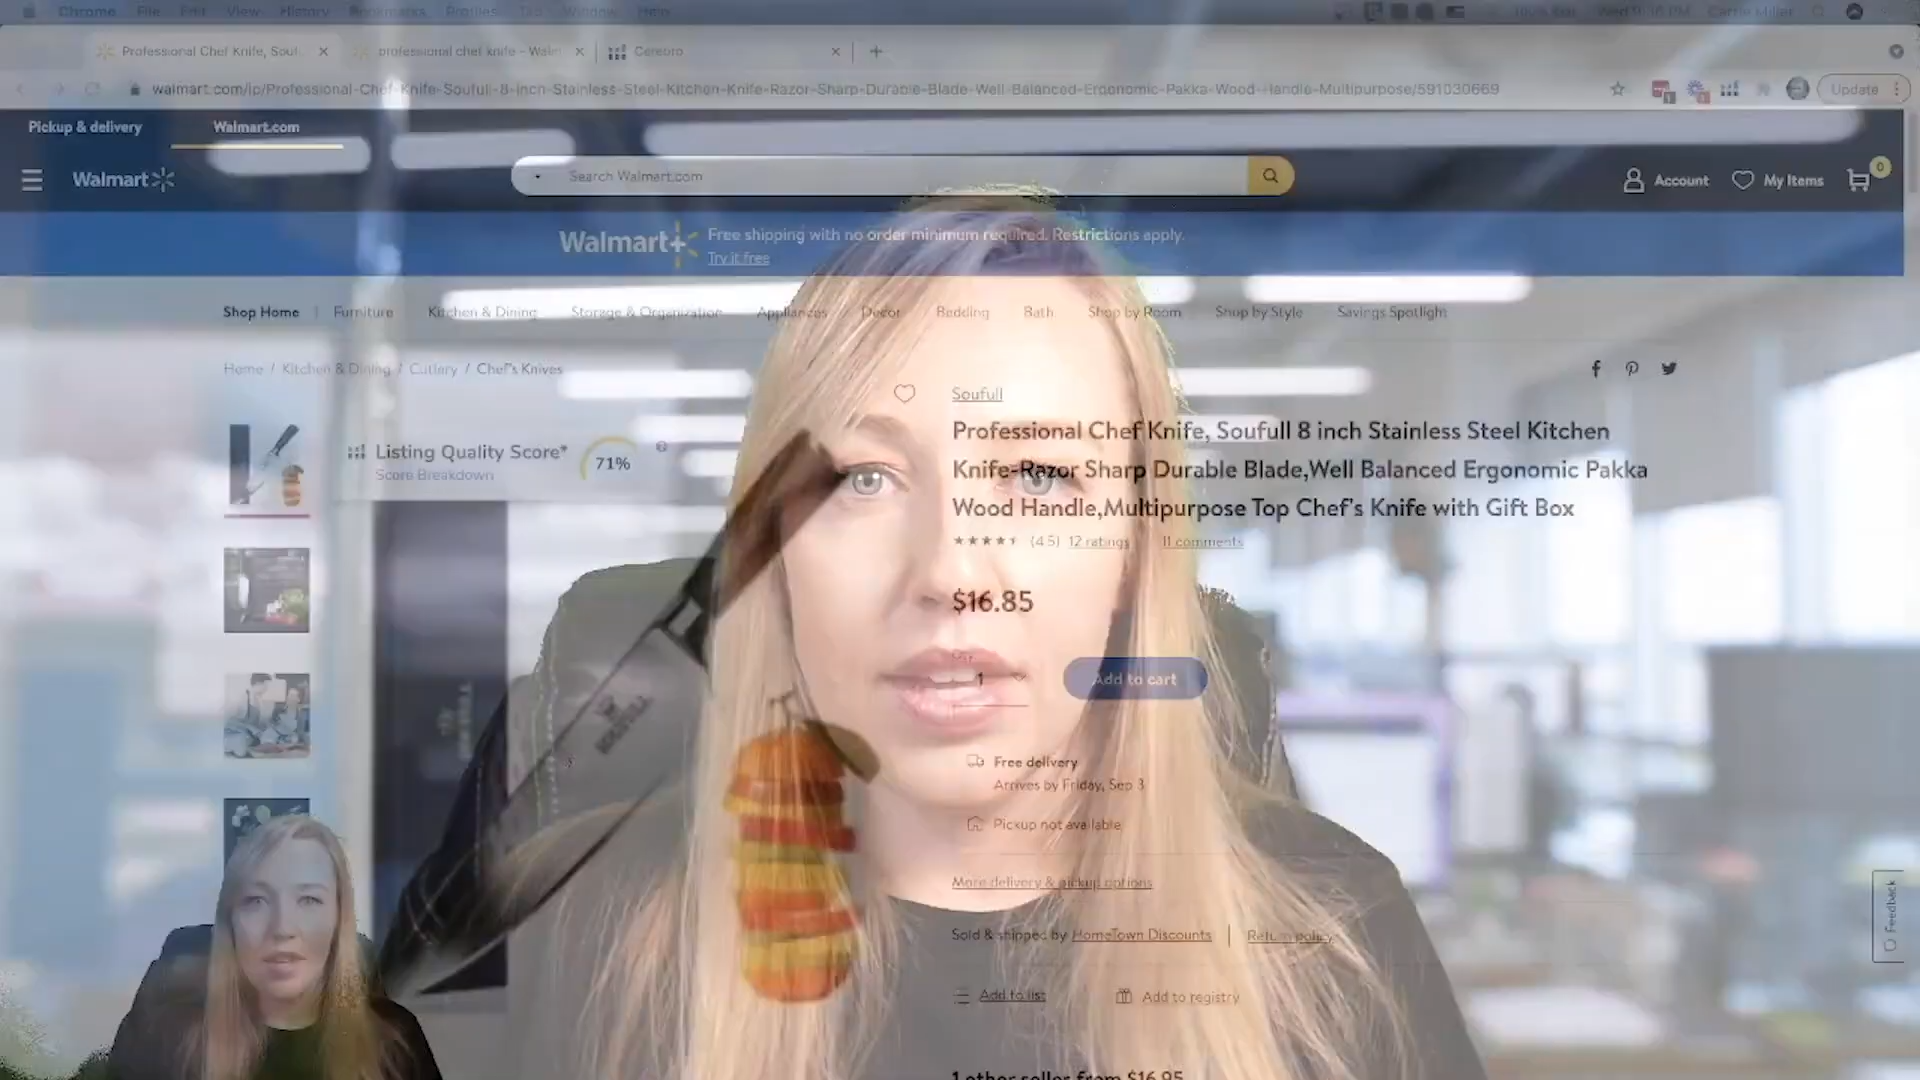 Chrome File Edit View History Bookmarks Profiles Tab Window Help
Professional Chef Knife, Souf
professional chef knife - Walm
Cerebro
walmart.com/ip/Professional-Chef-Knife-Soufull-8-inch-Stainless-Steel-Kitchen-Knife-Razor-Sharp-Durable-Blade-Well-Balanced-Ergonomic-Pakka-Wood-Handle-Multipurpose/591030669
Update
Pickup & delivery
Walmart.com
Walmart
Search Walmart.com
Account
My Items
0
Walmart+
Free shipping with no order minimum required. Restrictions apply.
Try it free
Shop Home | Furniture Kitchen & Dining Storage & Organization Appliances Décor Bedding Bath Shop by Room Shop by Style Savings Spotlight
Home / Kitchen & Dining / Cutlery / Chef's Knives
Listing Quality Score*
Score Breakdown
71%
Soufull
Professional Chef Knife, Soufull 8 inch Stainless Steel Kitchen
Knife-Razor Sharp Durable Blade,Well Balanced Ergonomic Pakka
Wood Handle,Multipurpose Top Chef's Knife with Gift Box
(4.5) 12 ratings 11 comments
$16.85
1
Add to cart
Free delivery
Arrives by Friday, Sep 3
Pickup not available
More delivery & pickup options
Sold & shipped by HomeTown Discounts | Return policy
Add to list
Add to registry
1 other seller from $16.95
Feedback